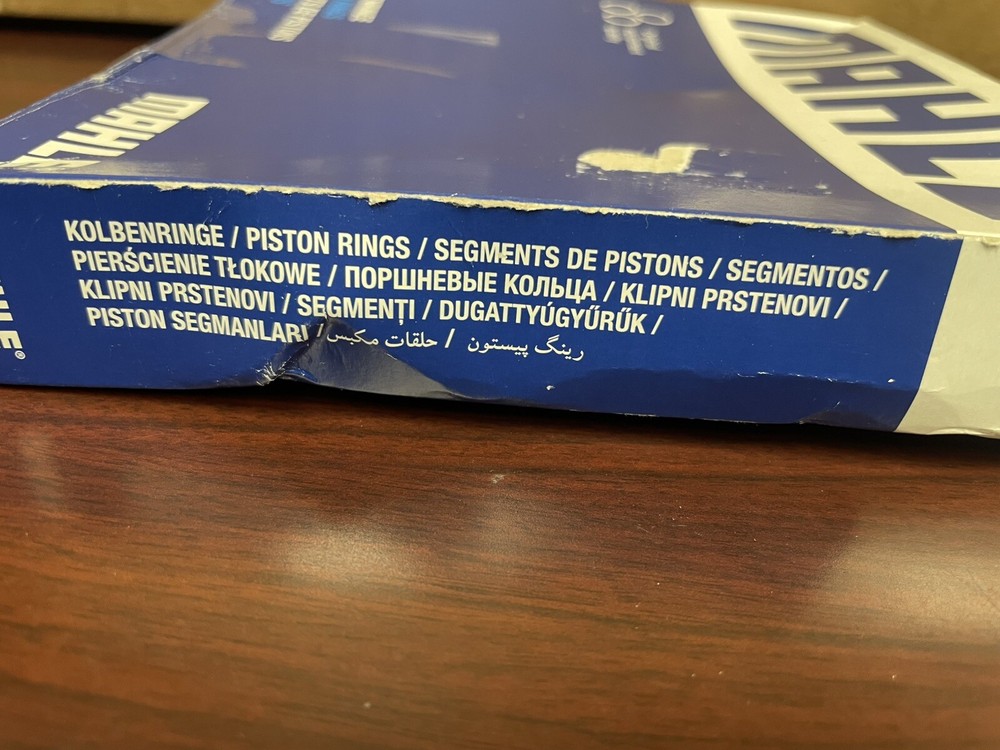 MAHLE
KOLBENRINGE / PISTON RINGS / SEGMENTS DE PISTONS / SEGMENTOS /
PIERŚCIENIE TŁOKOWE / ПОРШНЕВЫЕ КОЛЬЦА / KLIPNI PRSTENOVI /
KLIPNI PRSTENOVI / SEGMENȚI / DUGATTYÚGYŰRŰK /
PISTON SEGMANLARI / حلقات مكبس / رینگ پیستون